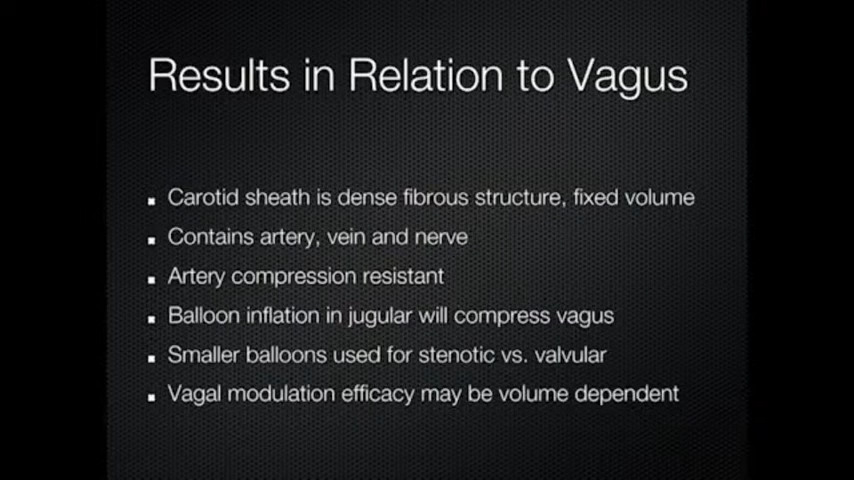 Results in Relation to Vagus
Carotid sheath is dense fibrous structure, fixed volume
Contains artery, vein and nerve
Artery compression resistant
Balloon inflation in jugular will compress vagus
Smaller balloons used for stenotic vs. valvular
Vagal modulation efficacy may be volume dependent